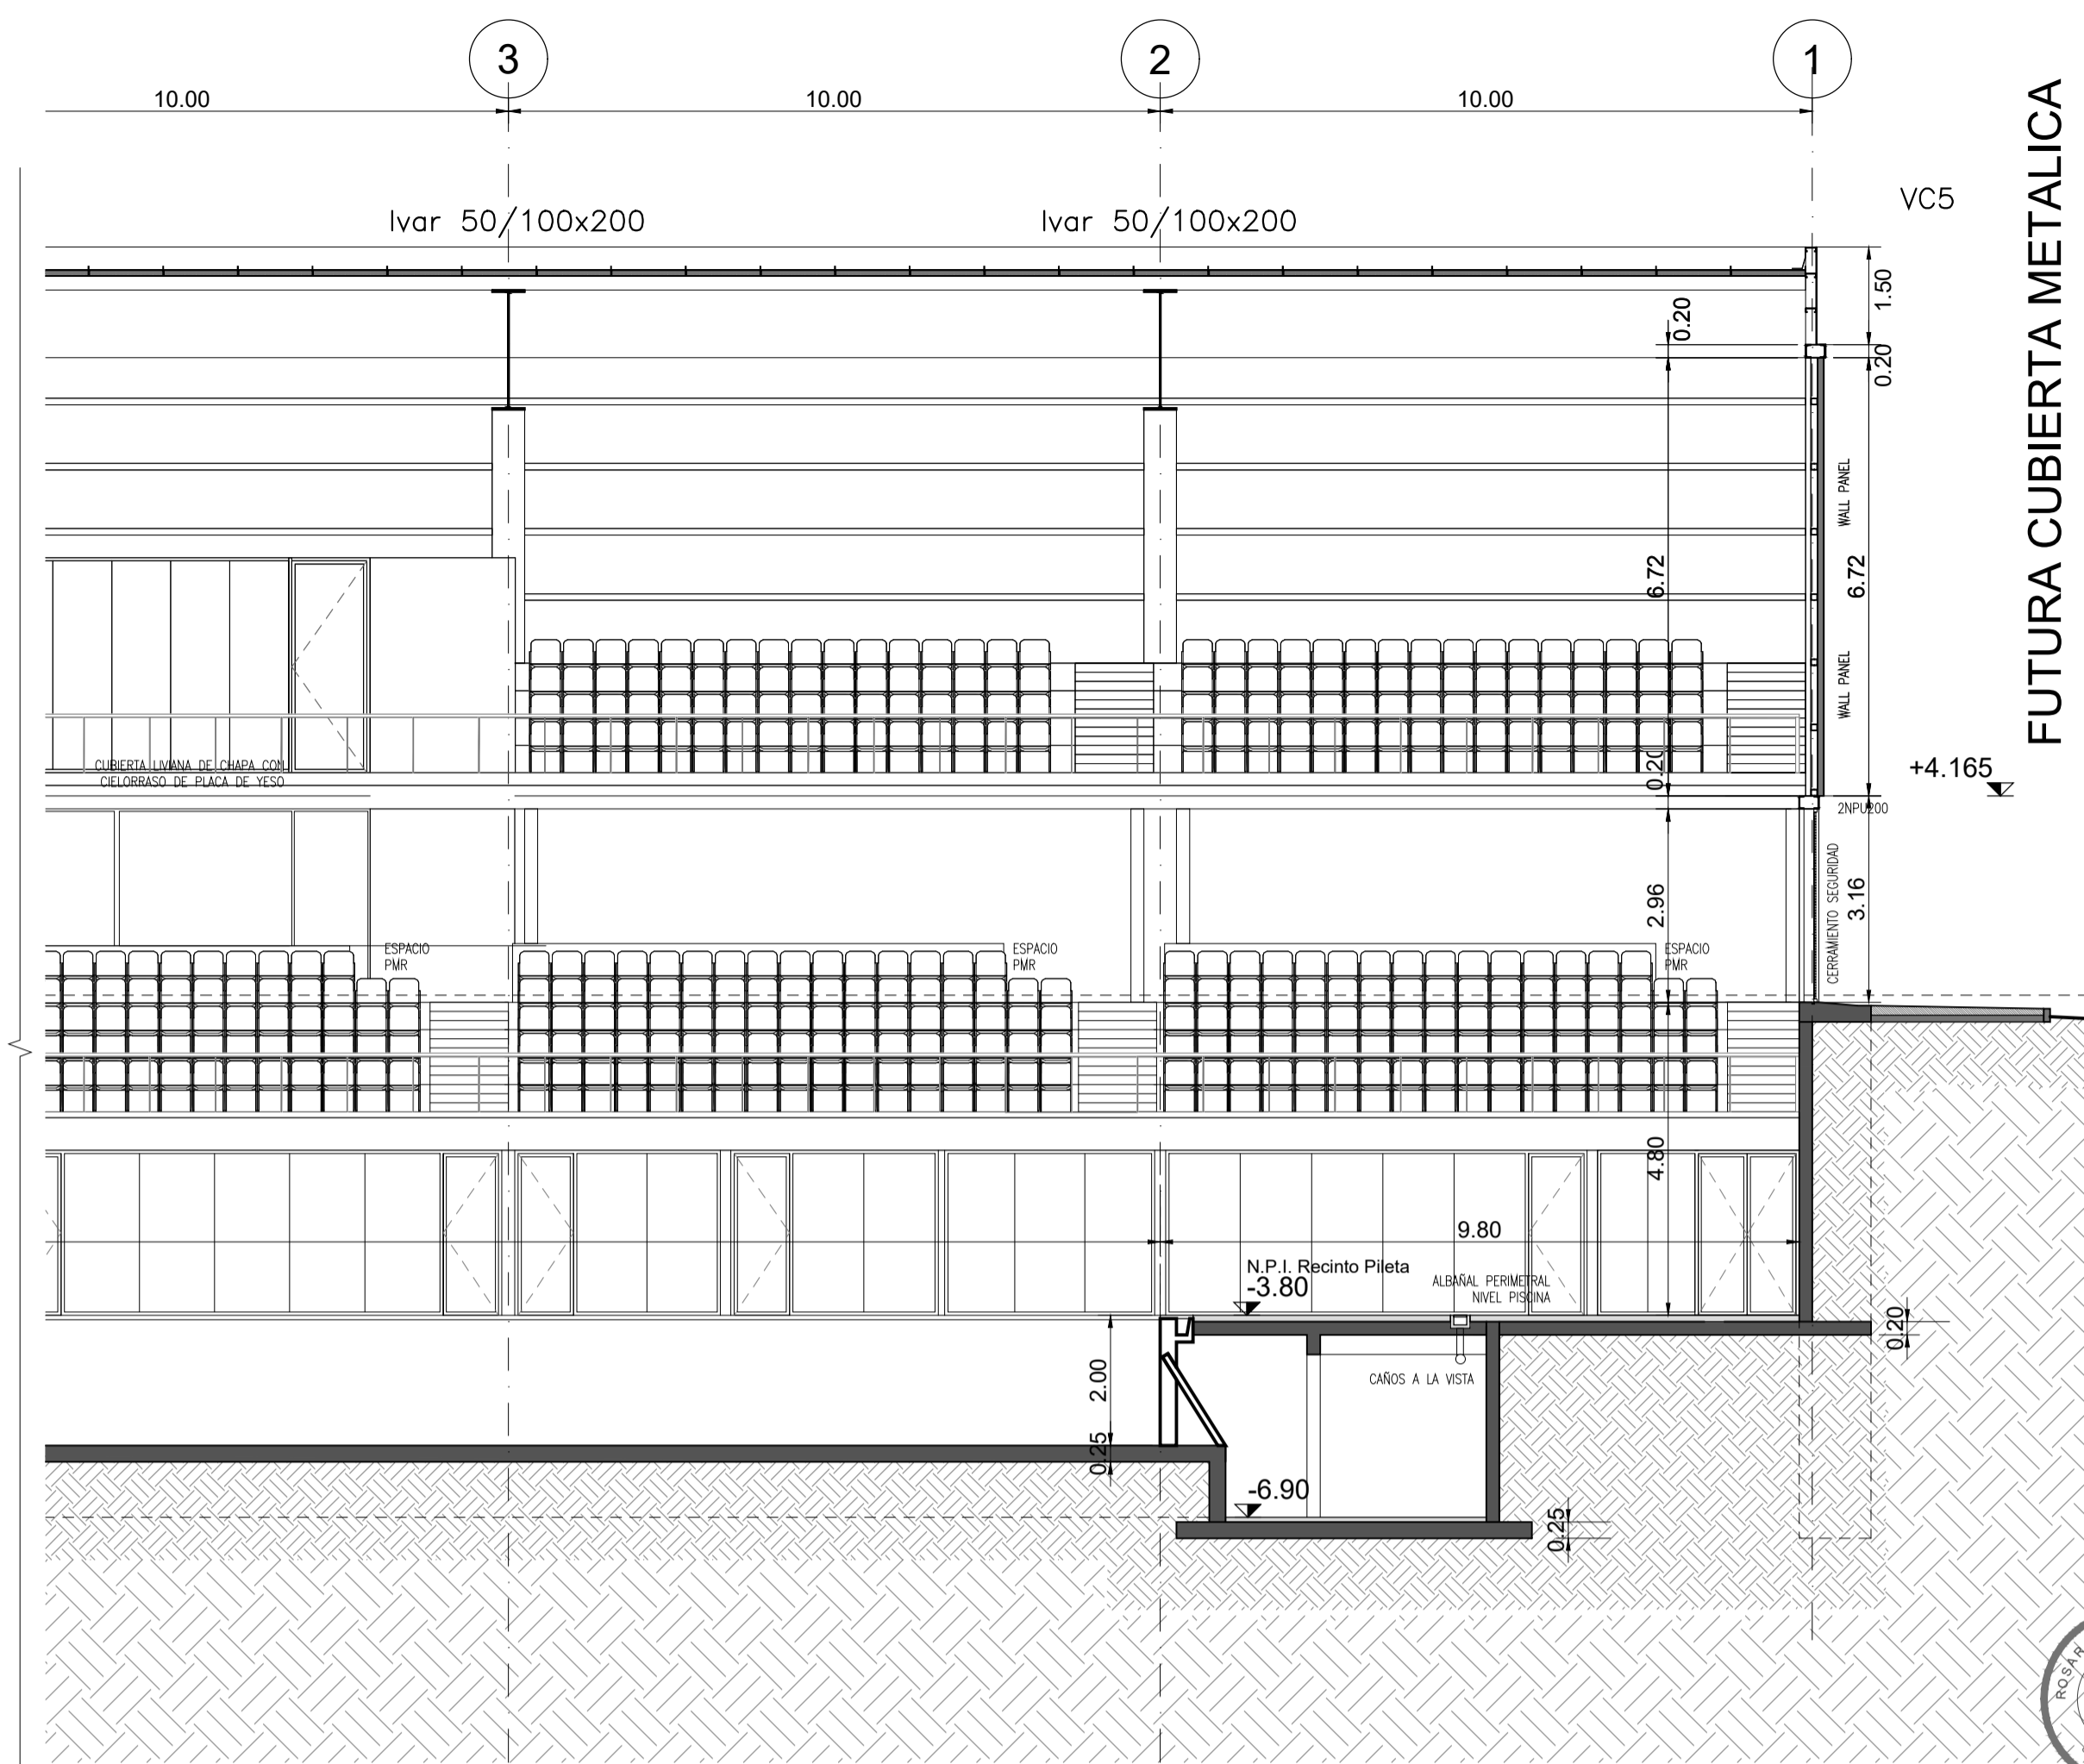 3
2
1
10.00
10.00
10.00
FUTURA CUBIERTA METALICA
VC5
Ivar 50/100x200
Ivar 50/100x200
1.50
0.20
0.20
WALL PANEL
6.72
6.72
WALL PANEL
CUBIERTA LIVIANA DE CHAPA CON
CIELORRASO DE PLACA DE YESO
0.20
+4.165
2NPU200
CERRAMIENTO SEGURIDAD
2.96
3.16
ESPACIO
PMR
ESPACIO
PMR
ESPACIO
PMR
4.80
9.80
N.P.I. Recinto Pileta
-3.80
ALBAÑAL PERIMETRAL
NIVEL PISCINA
0.20
2.00
CAÑOS A LA VISTA
0.25
-6.90
0.25